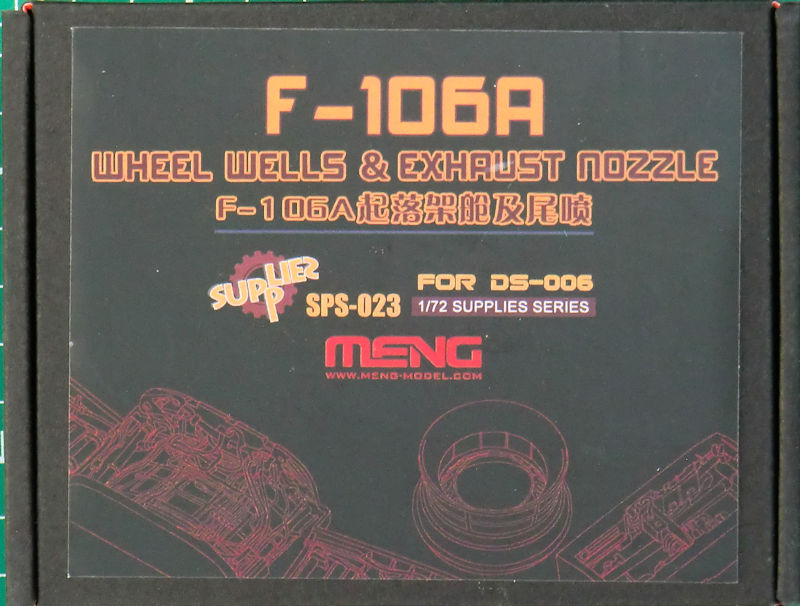 F-106A
WHEEL WELLS & EXHAUST NOZZLE
F-106A起落架舱及尾喷
SUPPLIES
SPS-023
FOR DS-006
1/72 SUPPLIES SERIES
MENG
WWW.MENG-MODEL.COM